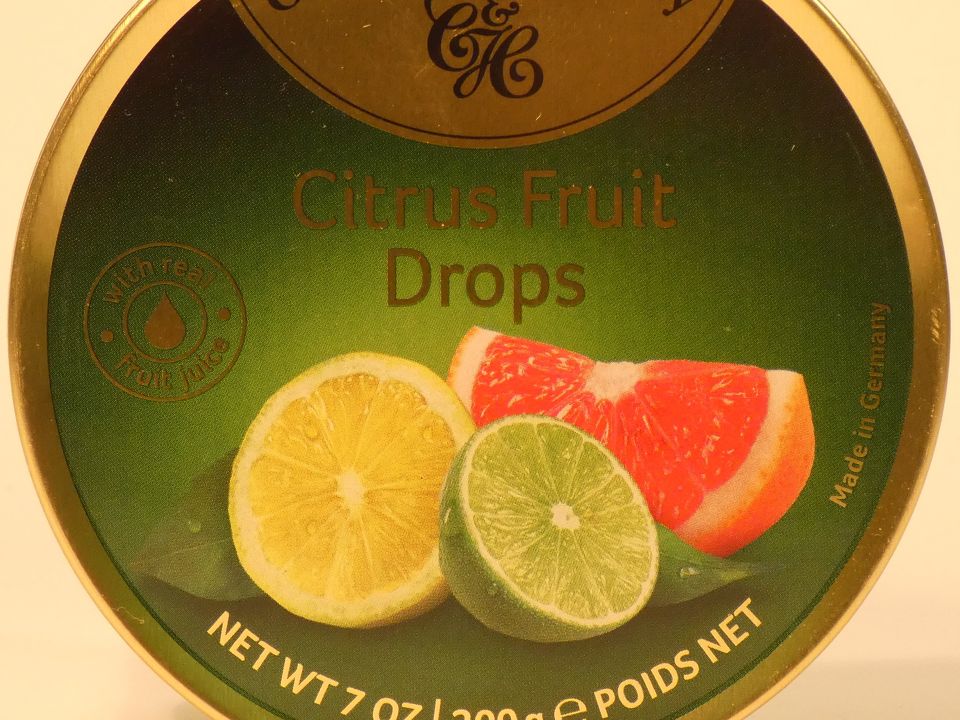 C&H
Citrus Fruit
Drops
with real
fruit juice
Made in Germany
NET WT 7 OZ | 200 g ℮ POIDS NET